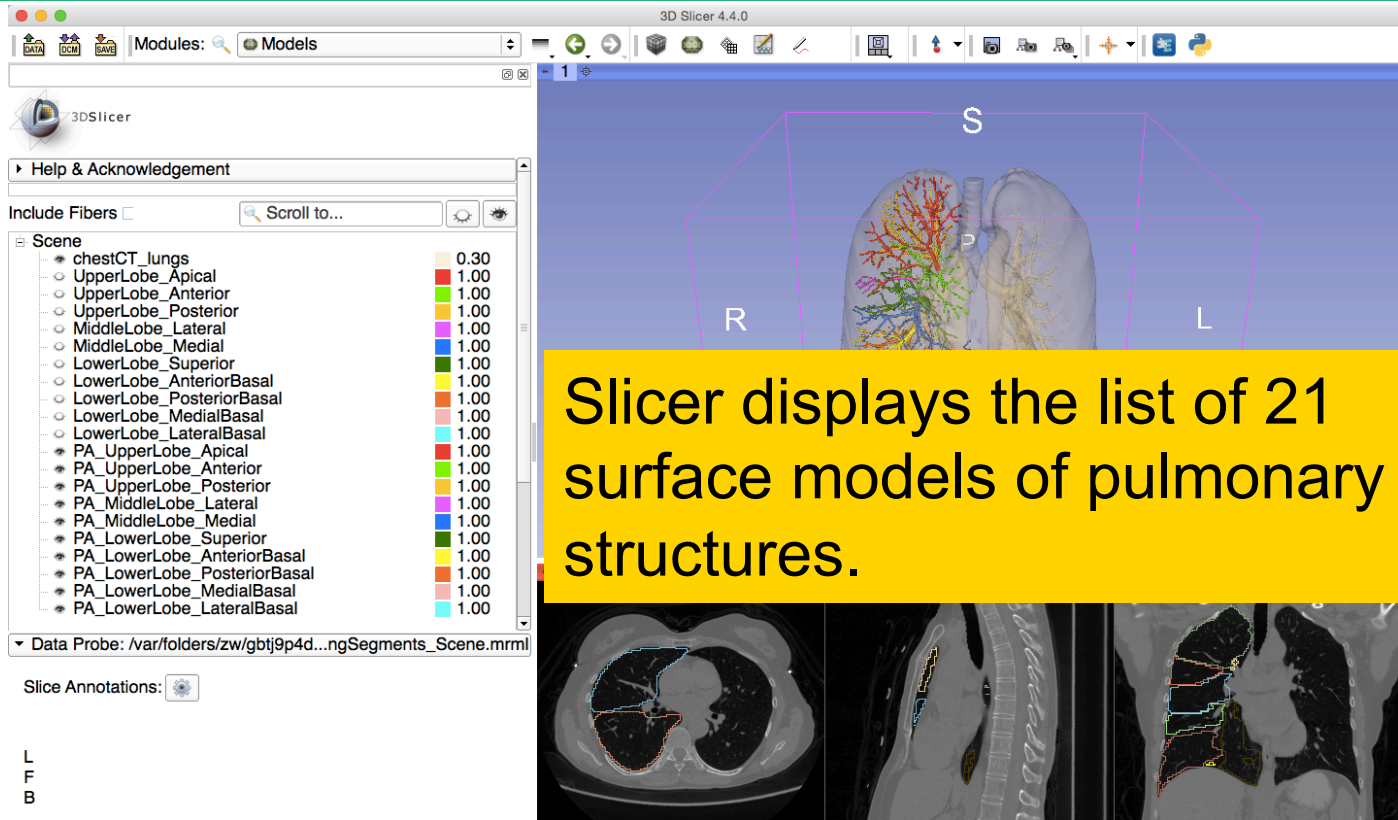 3D Slicer 4.4.0
DATA DCM SAVE Modules: Models
1
3DSlicer
Help & Acknowledgement
Include Fibers Scroll to...
Scene
chestCT_lungs 0.30
UpperLobe_Apical 1.00
UpperLobe_Anterior 1.00
UpperLobe_Posterior 1.00
MiddleLobe_Lateral 1.00
MiddleLobe_Medial 1.00
LowerLobe_Superior 1.00
LowerLobe_AnteriorBasal 1.00
LowerLobe_PosteriorBasal 1.00
LowerLobe_MedialBasal 1.00
LowerLobe_LateralBasal 1.00
PA_UpperLobe_Apical 1.00
PA_UpperLobe_Anterior 1.00
PA_UpperLobe_Posterior 1.00
PA_MiddleLobe_Lateral 1.00
PA_MiddleLobe_Medial 1.00
PA_LowerLobe_Superior 1.00
PA_LowerLobe_AnteriorBasal 1.00
PA_LowerLobe_PosteriorBasal 1.00
PA_LowerLobe_MedialBasal 1.00
PA_LowerLobe_LateralBasal 1.00
Data Probe: /var/folders/zw/gbtj9p4d...ngSegments_Scene.mrml
Slice Annotations:
L
F
B
S
P
R L
Slicer displays the list of 21
surface models of pulmonary
structures.